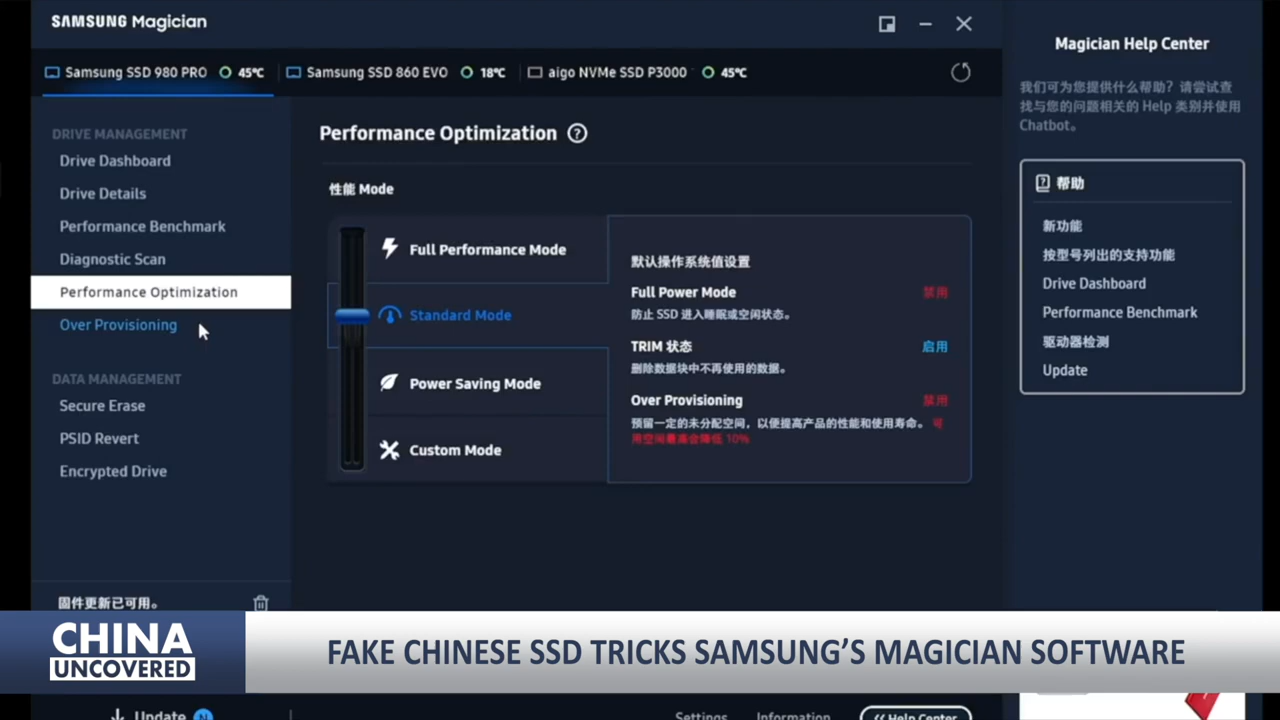 SAMSUNG Magician
Samsung SSD 980 PRO 45℃ Samsung SSD 860 EVO 18℃ aigo NVMe SSD P3000 45℃
DRIVE MANAGEMENT
Drive Dashboard
Drive Details
Performance Benchmark
Diagnostic Scan
Performance Optimization
Over Provisioning
DATA MANAGEMENT
Secure Erase
PSID Revert
Encrypted Drive
固件更新已可用。
Update N
Performance Optimization ?
性能 Mode
Full Performance Mode
Standard Mode
Power Saving Mode
Custom Mode
默认操作系统值设置
Full Power Mode 禁用
防止 SSD 进入睡眠或空闲状态。
TRIM 状态 启用
删除数据块中不再使用的数据。
Over Provisioning 禁用
预留一定的未分配空间，以便提高产品的性能和使用寿命。可
用空间最高会降低 10%
Settings Information << Help Center
Magician Help Center
我们可为您提供什么帮助？请尝试查
找与您的问题相关的 Help 类别并使用
Chatbot。
帮助
新功能
按型号列出的支持功能
Drive Dashboard
Performance Benchmark
驱动器检测
Update
CHINA
UNCOVERED
FAKE CHINESE SSD TRICKS SAMSUNG’S MAGICIAN SOFTWARE